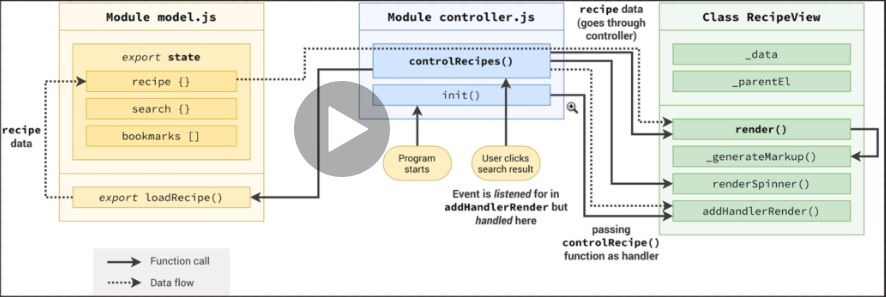 Module model.js
export state
recipe {}
search {}
bookmarks []
export loadRecipe()
recipe
data
Module controller.js
controlRecipes()
init()
Program
starts
User clicks
search result
Event is listened for in
addHandlerRender but
handled here
recipe data
(goes through
controller)
passing
controlRecipe()
function as handler
Class RecipeView
_data
_parentEl
render()
_generateMarkup()
renderSpinner()
addHandlerRender()
Function call
Data flow